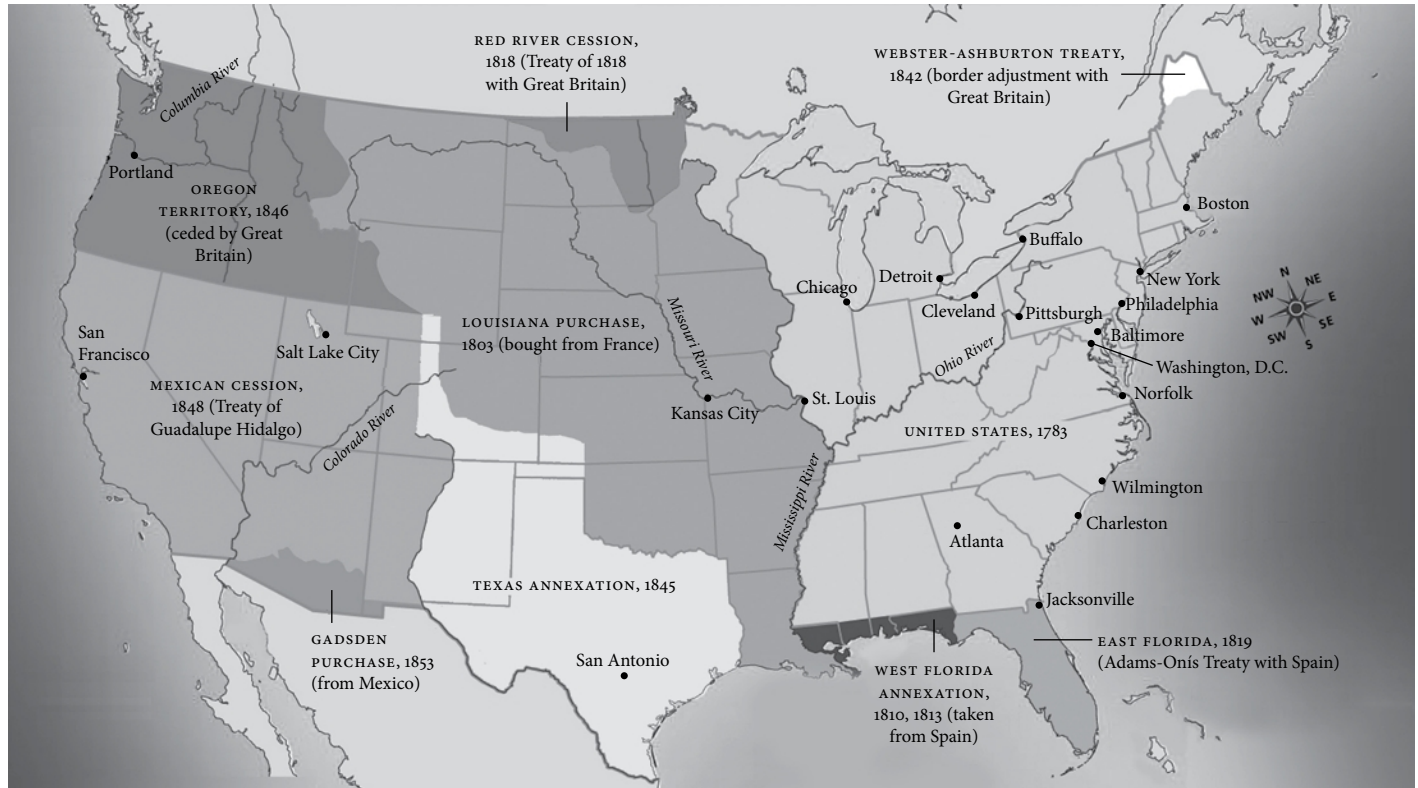 RED RIVER CESSION,
1818 (Treaty of 1818
with Great Britain)
WEBSTER-ASHBURTON TREATY,
1842 (border adjustment with
Great Britain)
Columbia River
Portland
OREGON
TERRITORY, 1846
(ceded by Great
Britain)
Boston
Buffalo
Detroit
Chicago
Cleveland
New York
Pittsburgh
Philadelphia
Baltimore
Washington, D.C.
Norfolk
N
NE
E
SE
S
SW
W
NW
San
Francisco
Salt Lake City
LOUISIANA PURCHASE,
1803 (bought from France)
Missouri River
Ohio River
MEXICAN CESSION,
1848 (Treaty of
Guadalupe Hidalgo)
Colorado River
Kansas City
St. Louis
UNITED STATES, 1783
Mississippi River
Wilmington
Charleston
Atlanta
TEXAS ANNEXATION, 1845
Jacksonville
GADSDEN
PURCHASE, 1853
(from Mexico)
San Antonio
WEST FLORIDA
ANNEXATION,
1810, 1813 (taken
from Spain)
EAST FLORIDA, 1819
(Adams-Onís Treaty with Spain)